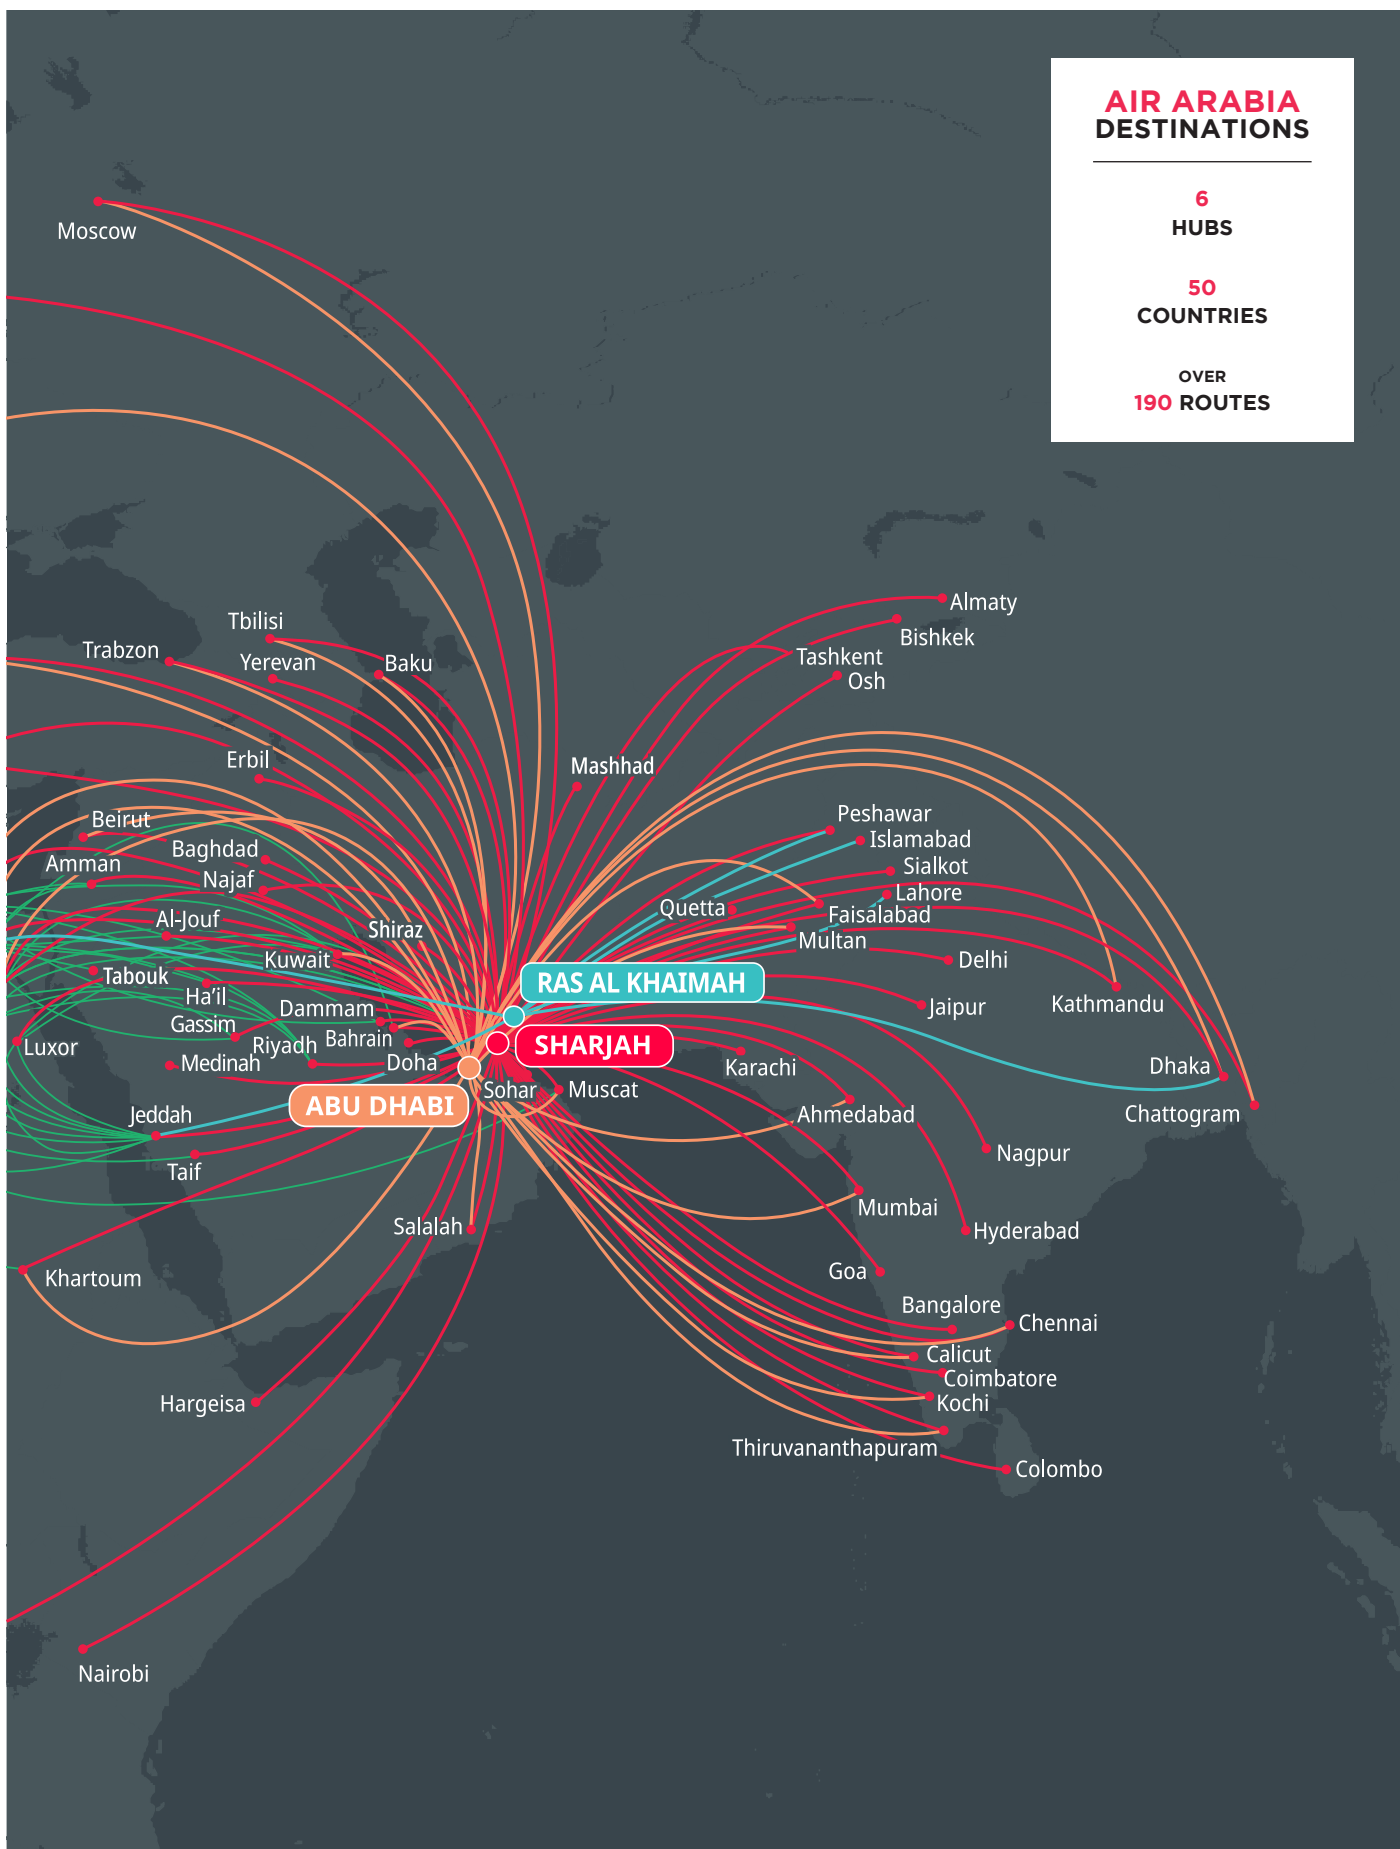 AIR ARABIA
DESTINATIONS
6
HUBS
50
COUNTRIES
OVER
190 ROUTES
Moscow
Almaty
Tbilisi
Bishkek
Trabzon
Yerevan
Baku
Tashkent
Osh
Erbil
Mashhad
Beirut
Peshawar
Islamabad
Baghdad
Amman
Sialkot
Najaf
Lahore
Quetta
Faisalabad
Al-Jouf
Shiraz
Multan
Kuwait
Delhi
Tabouk
RAS AL KHAIMAH
Ha’il
Kathmandu
Dammam
Jaipur
Gassim
Bahrain
Riyadh
Luxor
SHARJAH
Medinah
Doha
Karachi
Dhaka
Sohar
Muscat
ABU DHABI
Jeddah
Ahmedabad
Chattogram
Nagpur
Taif
Mumbai
Salalah
Hyderabad
Goa
Khartoum
Bangalore
Chennai
Calicut
Coimbatore
Hargeisa
Kochi
Thiruvananthapuram
Colombo
Nairobi